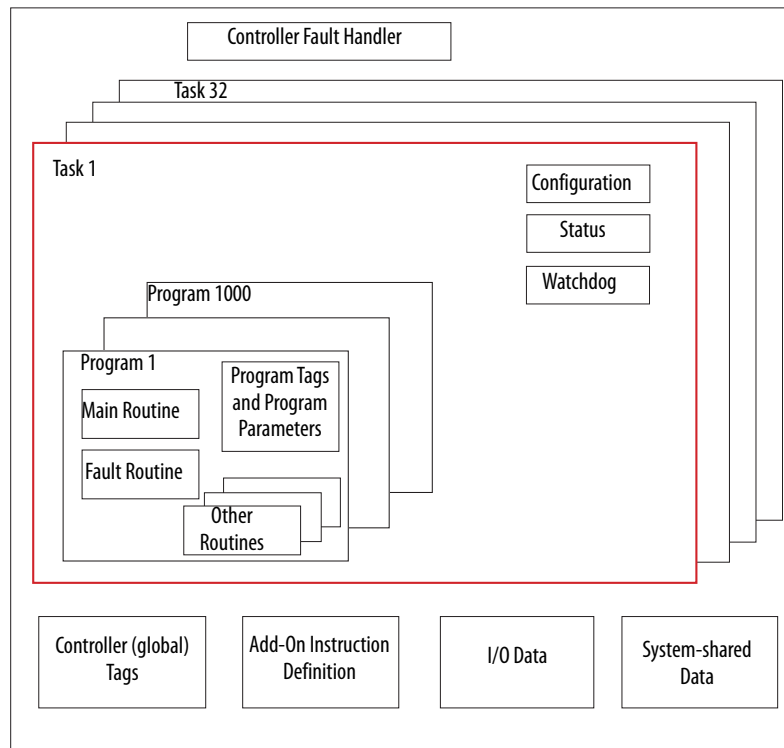 Controller Fault Handler
Task 32
Task 1
Configuration
Status
Watchdog
Program 1000
Program 1
Main Routine
Fault Routine
Program Tags
and Program
Parameters
Other
Routines
Controller (global)
Tags
Add-On Instruction
Definition
I/O Data
System-shared
Data